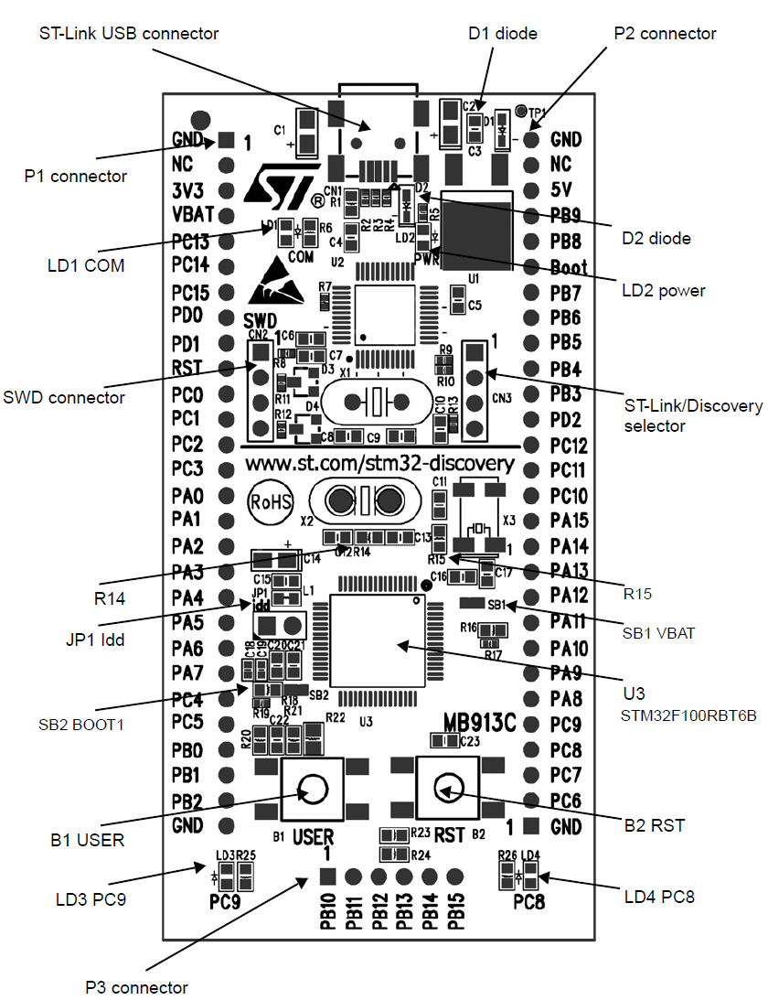 ST-Link USB connector
D1 diode
P2 connector
P1 connector
LD1 COM
SWD connector
R14
JP1 Idd
SB2 BOOT1
B1 USER
LD3 PC9
P3 connector
D2 diode
LD2 power
ST-Link/Discovery
selector
R15
SB1 VBAT
U3
STM32F100RBT6B
B2 RST
LD4 PC8
GND
NC
3V3
VBAT
PC13
PC14
PC15
PD0
PD1
RST
PC0
PC1
PC2
PC3
PA0
PA1
PA2
PA3
PA4
PA5
PA6
PA7
PC4
PC5
PB0
PB1
PB2
GND
1
C1
+
C2
+
D1
-
TP1
C3
ST
®
CN1
R1
R2
R3
R4
D2
-
R5
LD1
R6
COM
C4
U2
LD2
PWR
U1
R7
C5
SWD
CN2
1
C6
C7
R8
D3
X1
R9
R10
1
CN3
R11
D4
R12
C8
C9
C10
R13
www.st.com/stm32-discovery
RoHS
X2
C11
X3
C12
R14
C13
R15
1
+
C14
C15
JP1
L1
Idd
C16
C17
SB1
R16
R17
C18
C19
C20
C21
SB2
R18
R19
R21
U3
R20
C22
R22
MB913C
C23
B1
USER
RST
B2
R23
R24
1
LD3
R25
PC9
R26
LD4
PC8
PB10
PB11
PB12
PB13
PB14
PB15
GND
NC
5V
PB9
PB8
Boot
PB7
PB6
PB5
PB4
PB3
PD2
PC12
PC11
PC10
PA15
PA14
PA13
PA12
PA11
PA10
PA9
PA8
PC9
PC8
PC7
PC6
1
GND